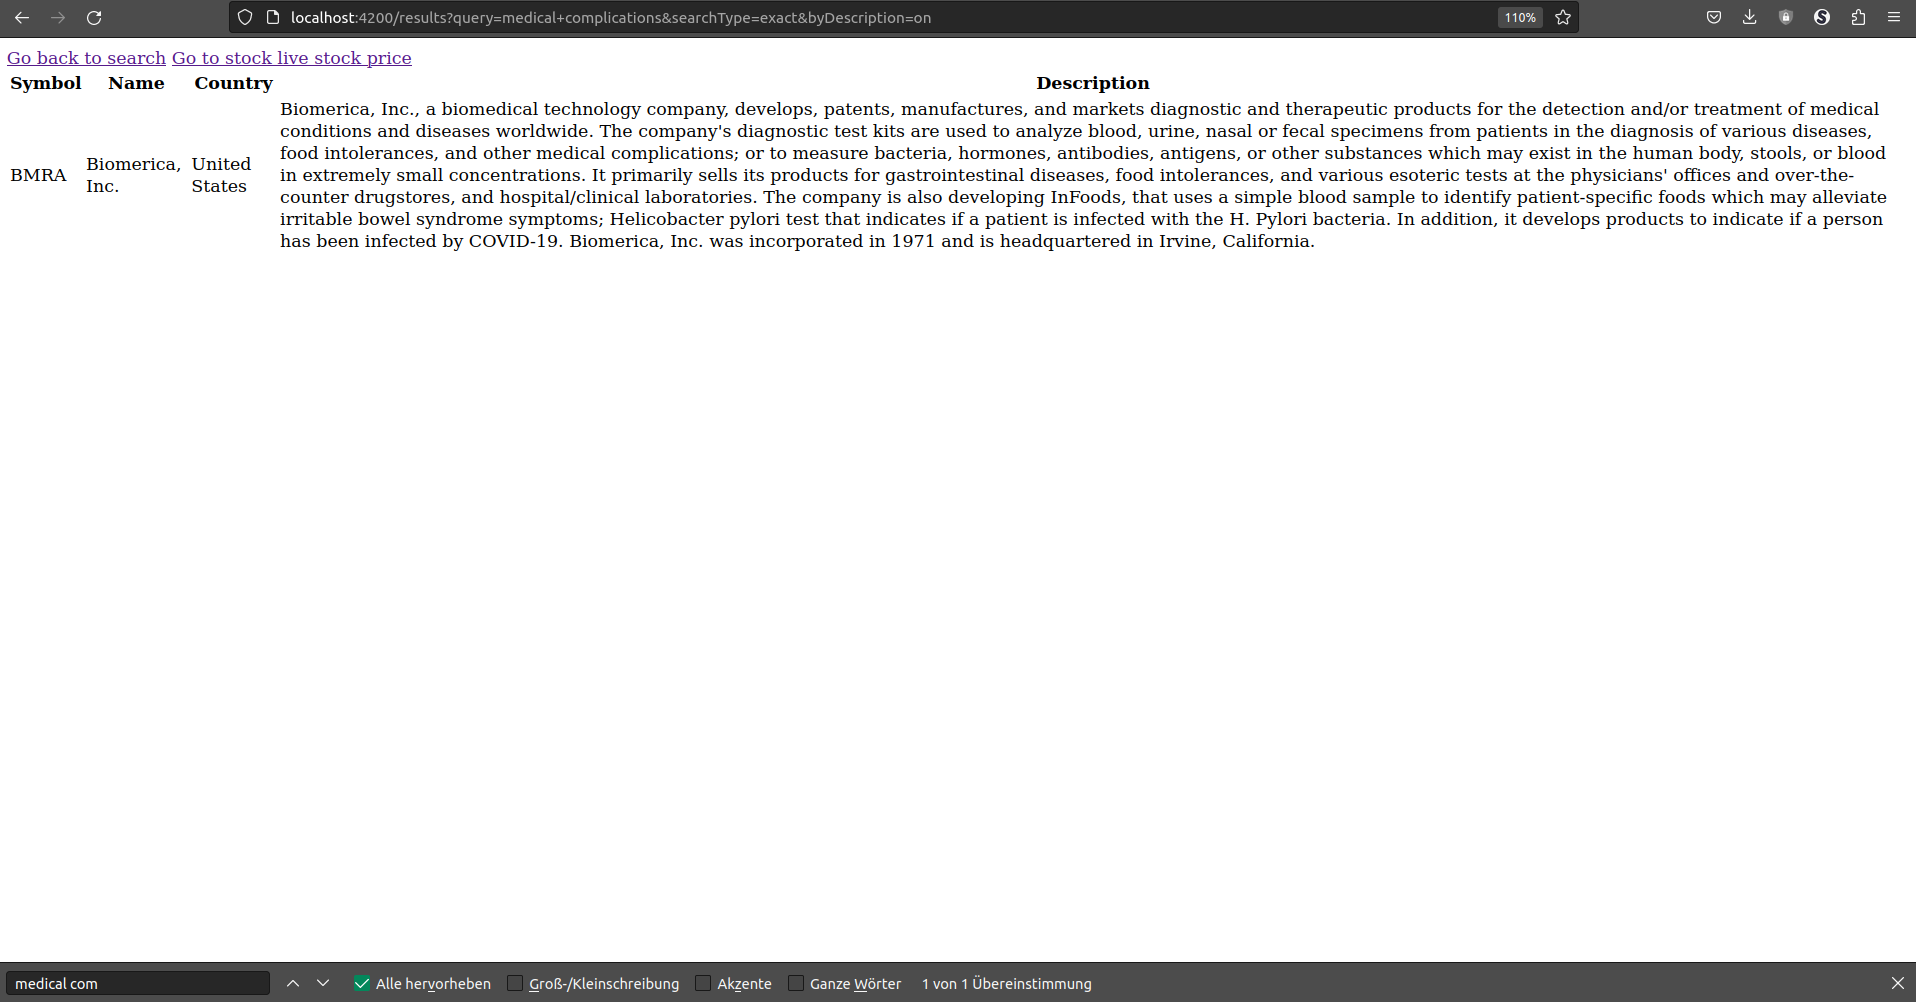 localhost:4200/results?query=medical+complications&searchType=exact&byDescription=on
110%
Go back to search Go to stock live stock price
Symbol Name Country Description
BMRA
Biomerica,
Inc.
United
States
Biomerica, Inc., a biomedical technology company, develops, patents, manufactures, and markets diagnostic and therapeutic products for the detection and/or treatment of medical
conditions and diseases worldwide. The company's diagnostic test kits are used to analyze blood, urine, nasal or fecal specimens from patients in the diagnosis of various diseases,
food intolerances, and other medical complications; or to measure bacteria, hormones, antibodies, antigens, or other substances which may exist in the human body, stools, or blood
in extremely small concentrations. It primarily sells its products for gastrointestinal diseases, food intolerances, and various esoteric tests at the physicians' offices and over-the-
counter drugstores, and hospital/clinical laboratories. The company is also developing InFoods, that uses a simple blood sample to identify patient-specific foods which may alleviate
irritable bowel syndrome symptoms; Helicobacter pylori test that indicates if a patient is infected with the H. Pylori bacteria. In addition, it develops products to indicate if a person
has been infected by COVID-19. Biomerica, Inc. was incorporated in 1971 and is headquartered in Irvine, California.
medical com Alle hervorheben Groß-/Kleinschreibung Akzente Ganze Wörter 1 von 1 Übereinstimmung